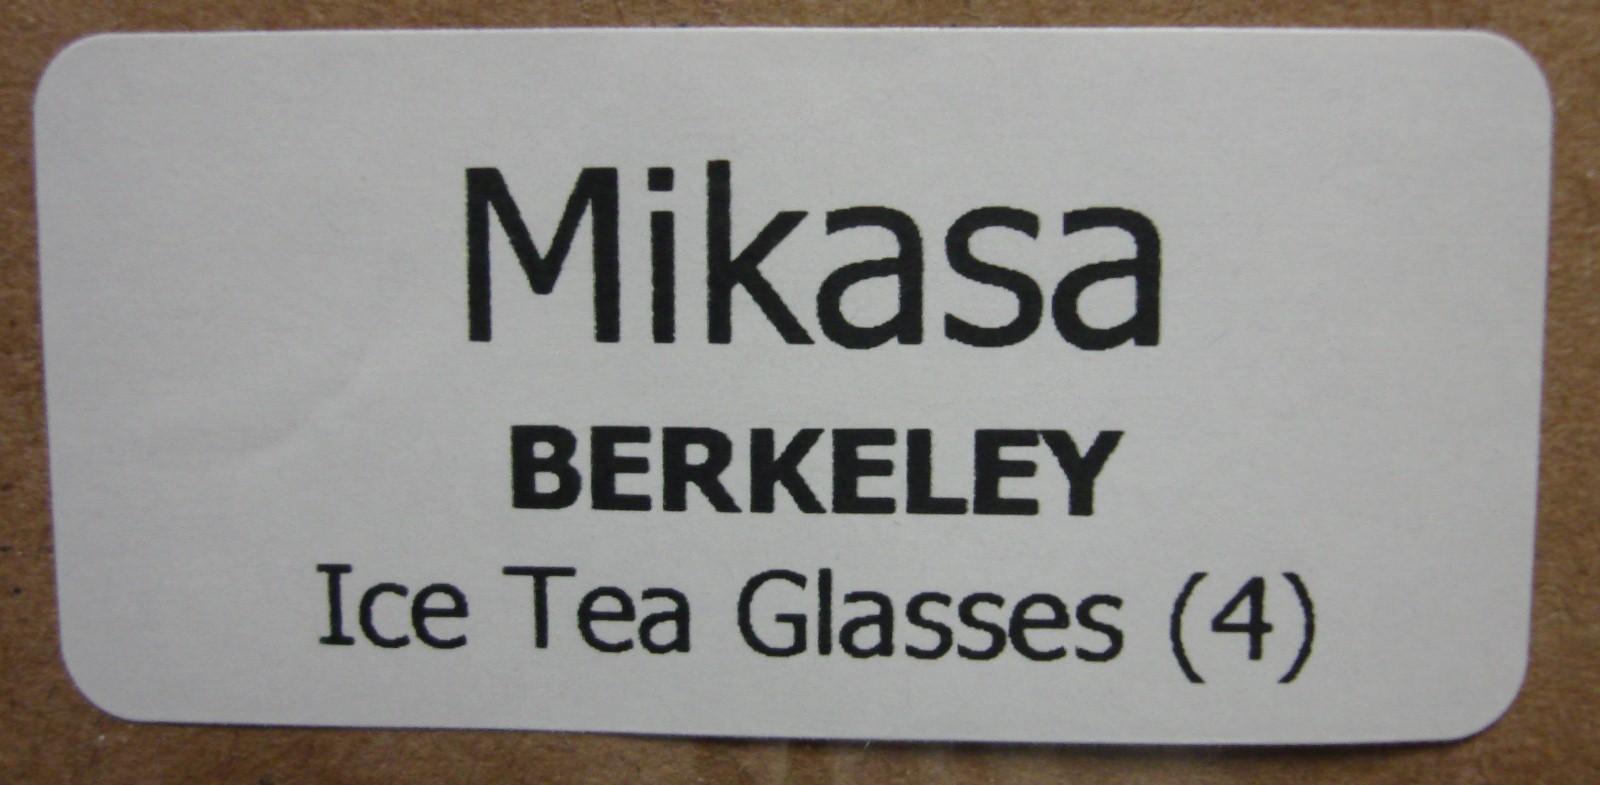 Mikasa
BERKELEY
Ice Tea Glasses (4)